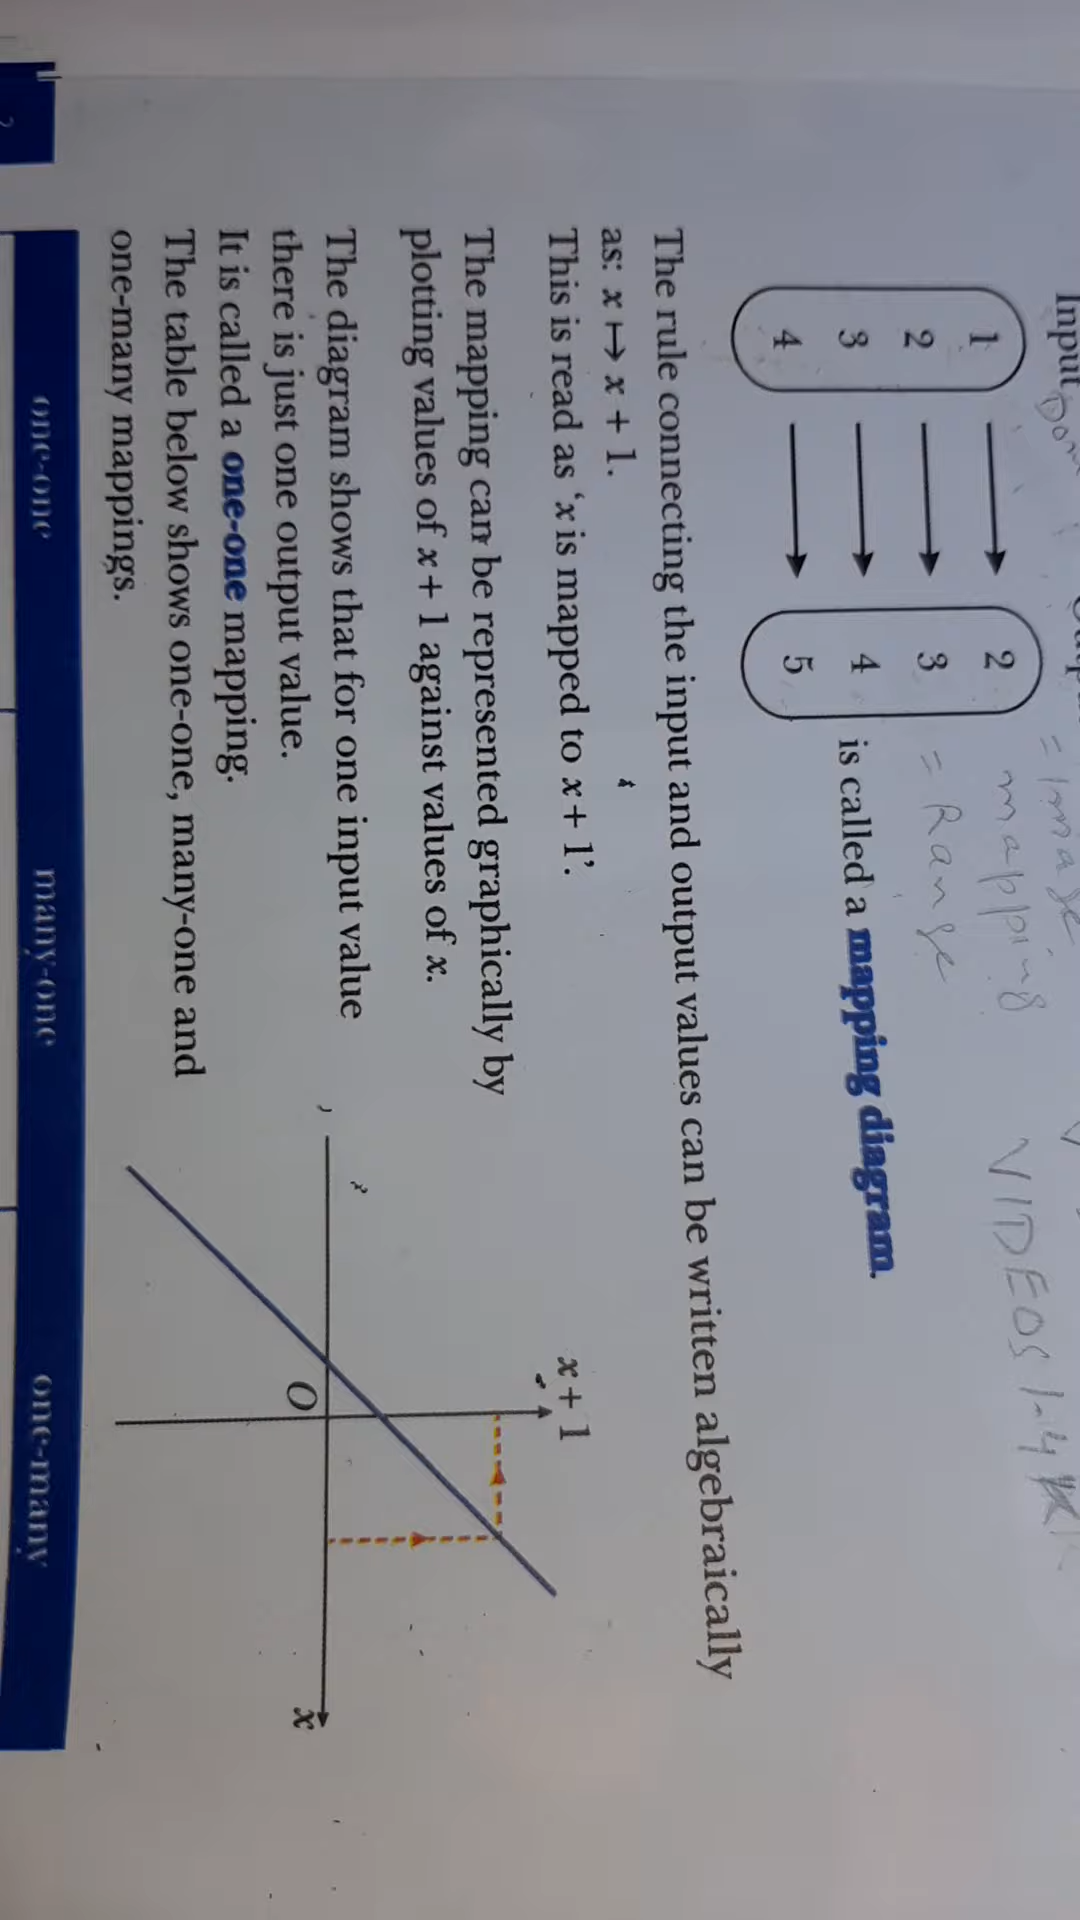 Input
= Image
1 2 mapping VIDEOS 1-4
2 3 = Range
3 4 is called a mapping diagram.
4 5
The rule connecting the input and output values can be written algebraically
as: x ↦ x + 1.
This is read as ‘x is mapped to x + 1’.
The mapping can be represented graphically by
plotting values of x + 1 against values of x.
The diagram shows that for one input value
there is just one output value.
It is called a one-one mapping.
The table below shows one-one, many-one and
one-many mappings.
x + 1
O
x
one-one many-one one-many